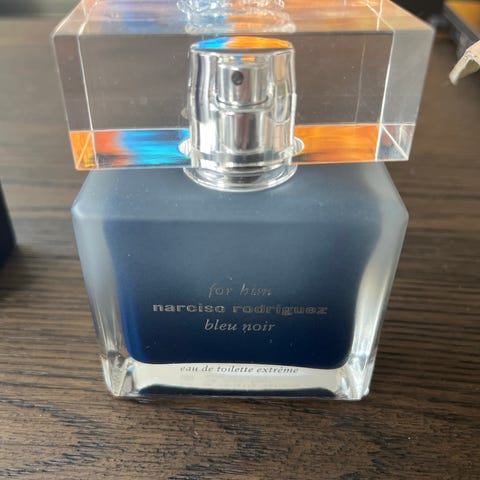 for him
narciso rodriguez
bleu noir
eau de toilette extrême